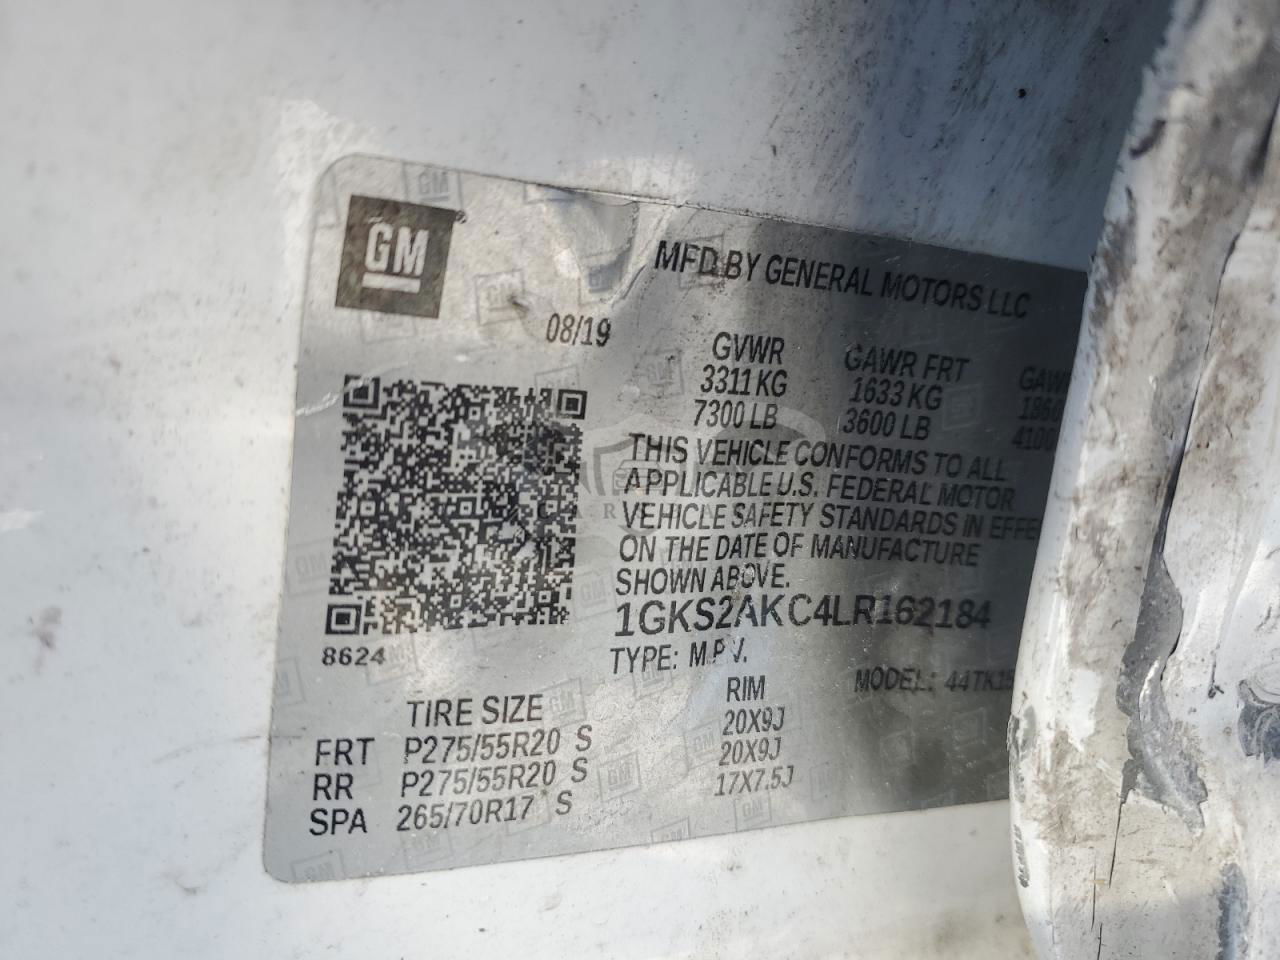 GM
08/19
MFD BY GENERAL MOTORS LLC
GVWR GAWR FRT
3311 KG 1633 KG
7300 LB 3600 LB
THIS VEHICLE CONFORMS TO ALL
APPLICABLE U.S. FEDERAL MOTOR
VEHICLE SAFETY STANDARDS IN
ON THE DATE OF MANUFACTURE
SHOWN ABOVE.
1GKS2AKC4LR162184
8624
TYPE: M.P.V. MODEL:
TIRE SIZE RIM
FRT P275/55R20 S 20X9J
RR P275/55R20 S 20X9J
SPA 265/70R17 S 17X7.5J